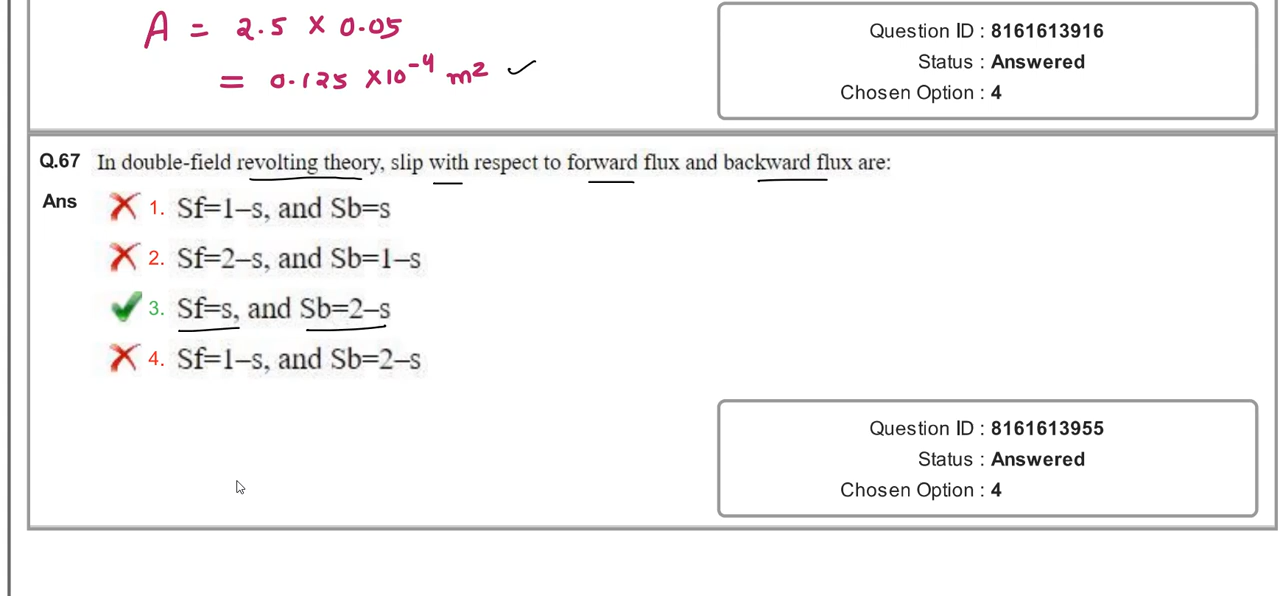 A = 2.5 × 0.05
= 0.125 ×10⁻⁴ m²
Question ID : 8161613916
Status : Answered
Chosen Option : 4
Q.67 In double-field revolting theory, slip with respect to forward flux and backward flux are:
Ans 1. Sf=1–s, and Sb=s
2. Sf=2–s, and Sb=1–s
3. Sf=s, and Sb=2–s
4. Sf=1–s, and Sb=2–s
Question ID : 8161613955
Status : Answered
Chosen Option : 4